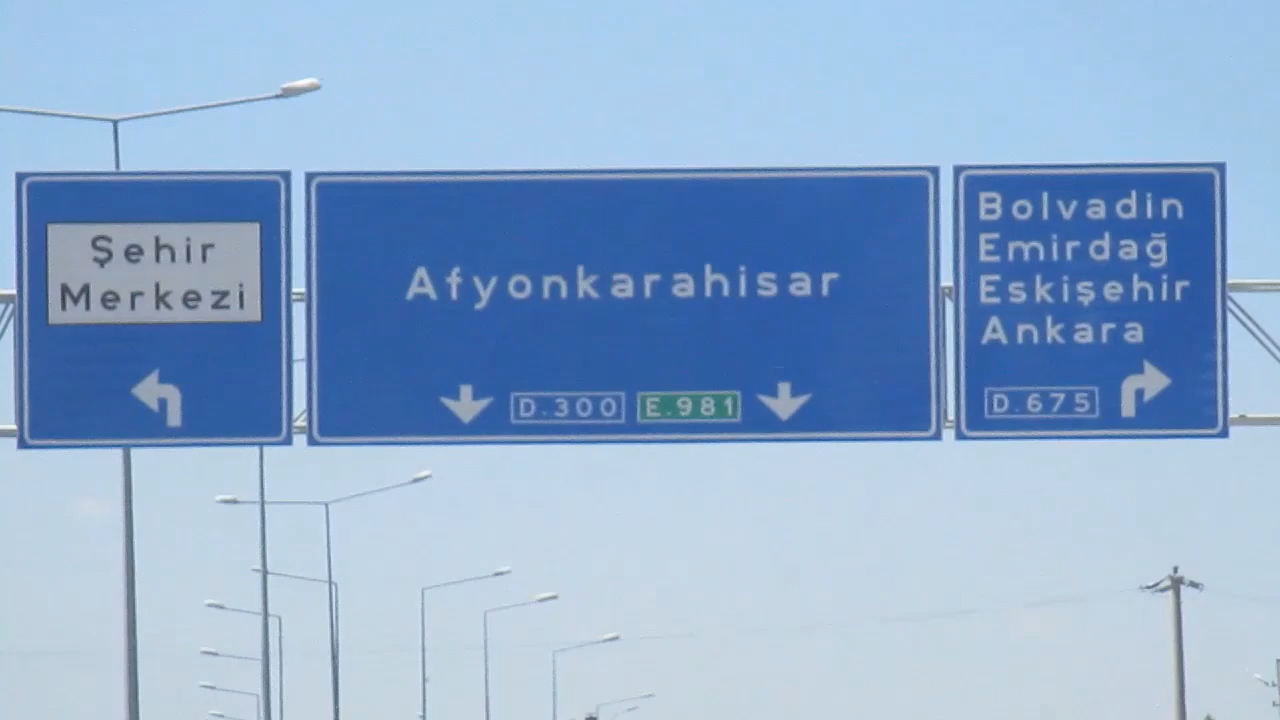 Şehir
Merkezi
Afyonkarahisar
D.300 E.981
Bolvadin
Emirdağ
Eskişehir
Ankara
D.675